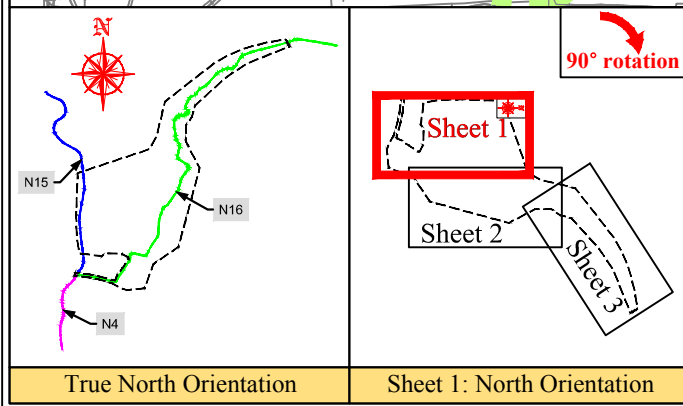 N
N15
N16
N4
True North Orientation
90° rotation
Sheet 1
Sheet 2
Sheet 3
Sheet 1: North Orientation